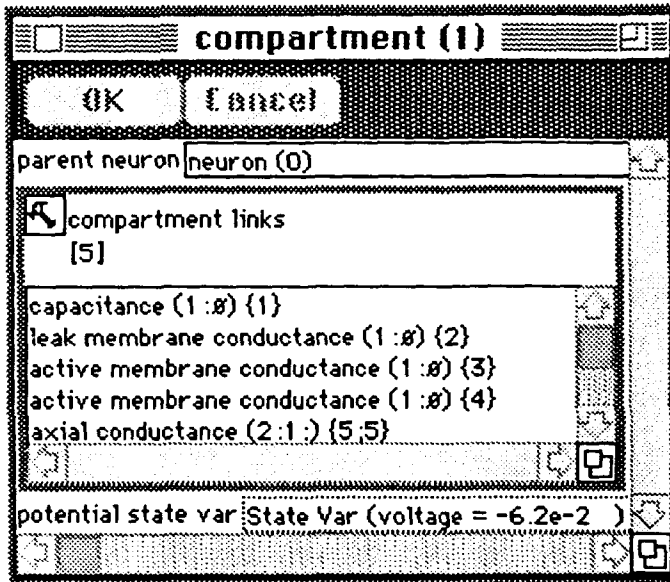 compartment (1)
OK Cancel
parent neuron neuron (0)
compartment links
[5]
capacitance (1 :ø) {1}
leak membrane conductance (1 :ø) {2}
active membrane conductance (1 :ø) {3}
active membrane conductance (1 :ø) {4}
axial conductance (2 :1 :) {5 ;5}
potential state var State Var (voltage = -6.2e-2 )